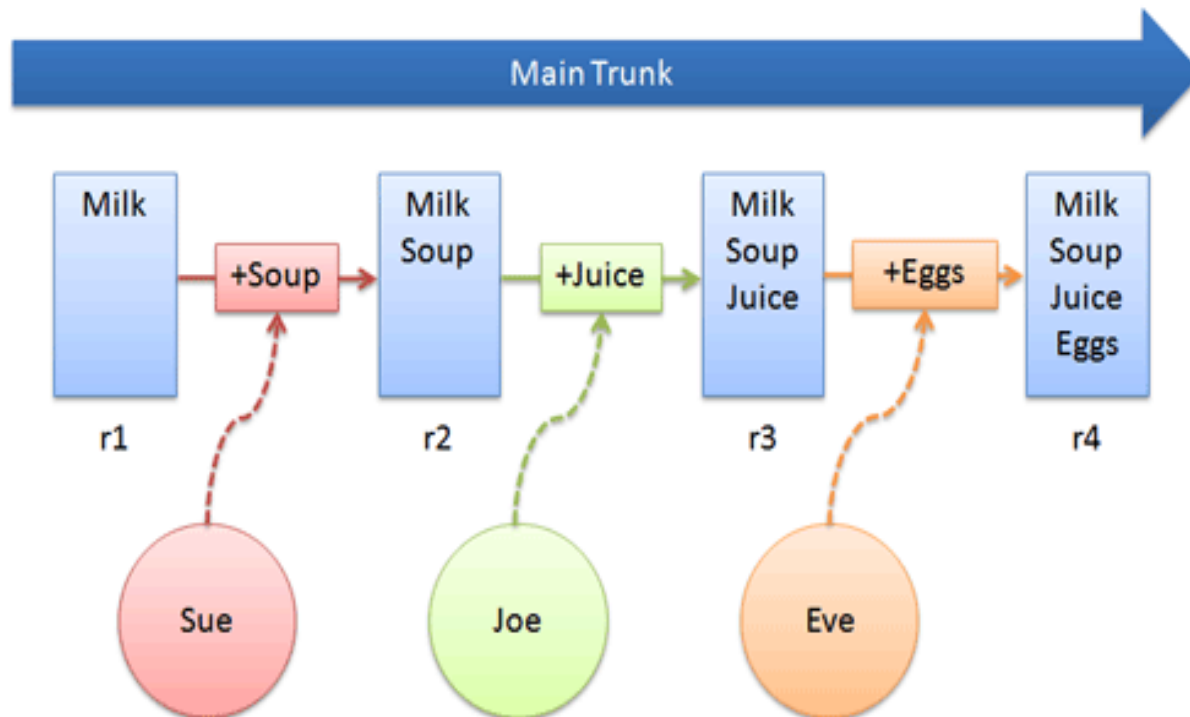 Main Trunk
Milk
+Soup
Milk
Soup
+Juice
Milk
Soup
Juice
+Eggs
Milk
Soup
Juice
Eggs
r1
r2
r3
r4
Sue
Joe
Eve